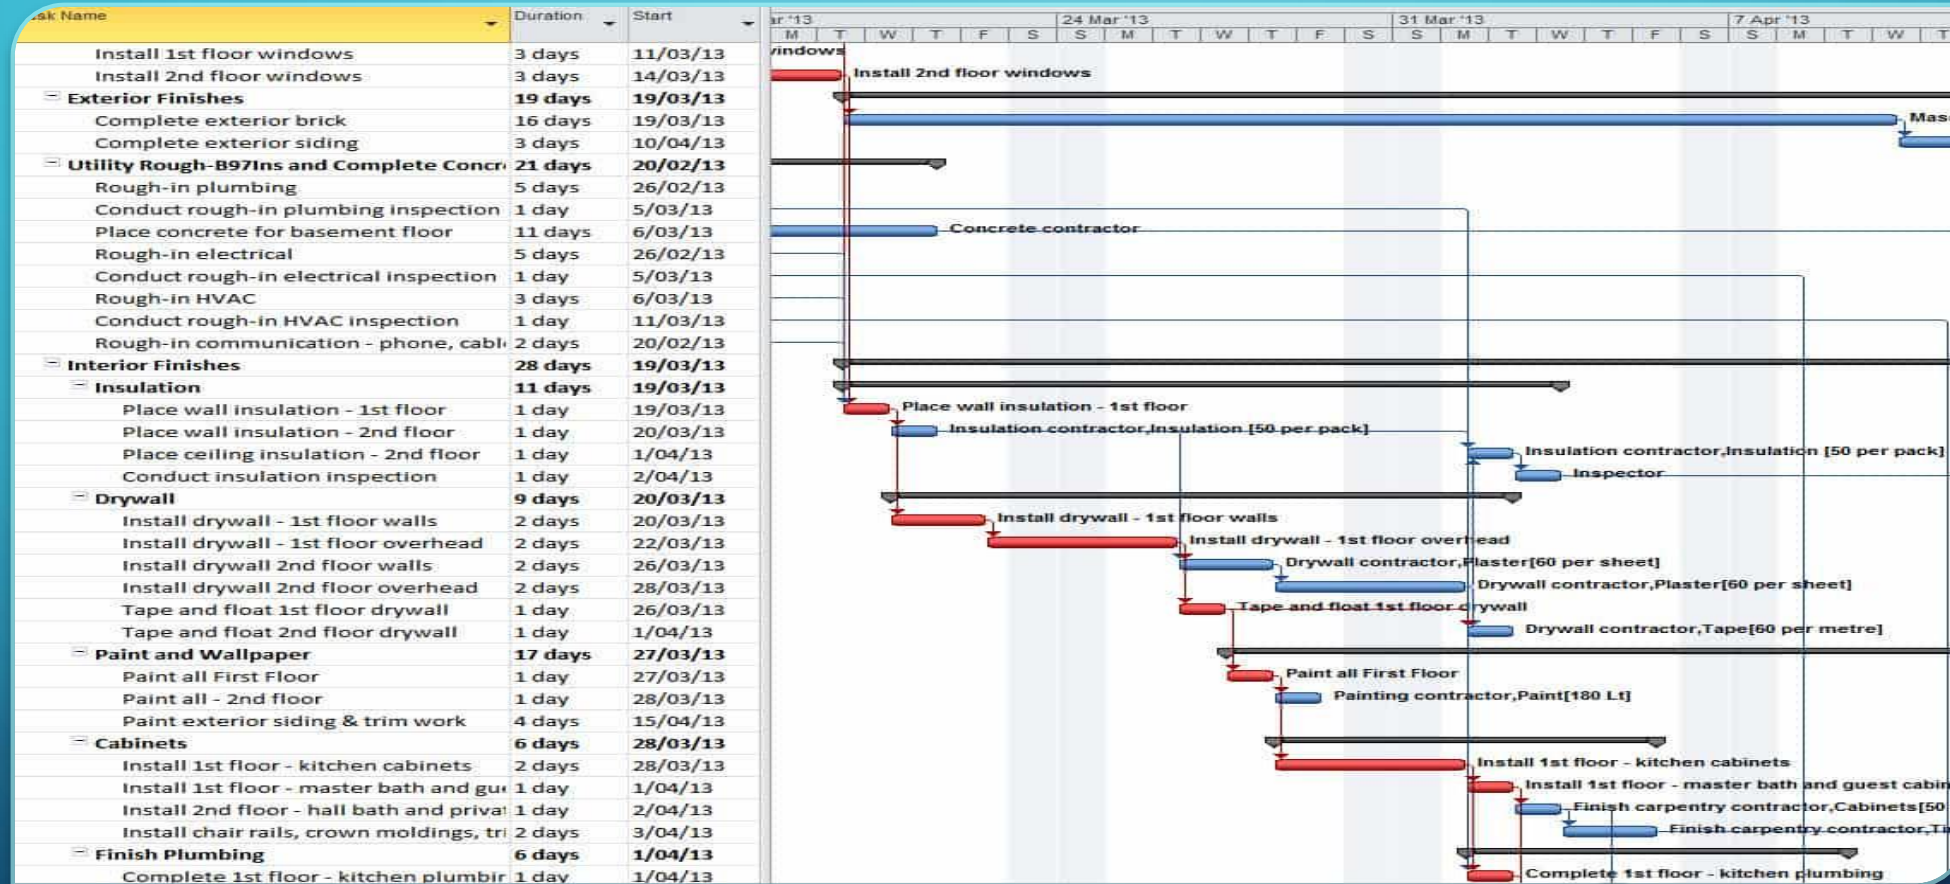 sk Name Duration Start ar '13 24 Mar '13 31 Mar '13 7 Apr '13
M T W T F S S M T W T F S S M T W T F S S M T W T
Install 1st floor windows 3 days 11/03/13 windows
Install 2nd floor windows 3 days 14/03/13 Install 2nd floor windows
Exterior Finishes 19 days 19/03/13
Complete exterior brick 16 days 19/03/13 Mas
Complete exterior siding 3 days 10/04/13
Utility Rough-B97Ins and Complete Concr 21 days 20/02/13
Rough-in plumbing 5 days 26/02/13
Conduct rough-in plumbing inspection 1 day 5/03/13
Place concrete for basement floor 11 days 6/03/13 Concrete contractor
Rough-in electrical 5 days 26/02/13
Conduct rough-in electrical inspection 1 day 5/03/13
Rough-in HVAC 3 days 6/03/13
Conduct rough-in HVAC inspection 1 day 11/03/13
Rough-in communication - phone, cabl 2 days 20/02/13
Interior Finishes 28 days 19/03/13
Insulation 11 days 19/03/13
Place wall insulation - 1st floor 1 day 19/03/13 Place wall insulation - 1st floor
Place wall insulation - 2nd floor 1 day 20/03/13 Insulation contractor,Insulation [50 per pack]
Place ceiling insulation - 2nd floor 1 day 1/04/13 Insulation contractor,Insulation [50 per pack]
Conduct insulation inspection 1 day 2/04/13 Inspector
Drywall 9 days 20/03/13
Install drywall - 1st floor walls 2 days 20/03/13 Install drywall - 1st floor walls
Install drywall - 1st floor overhead 2 days 22/03/13 Install drywall - 1st floor overhead
Install drywall 2nd floor walls 2 days 26/03/13 Drywall contractor,Plaster[60 per sheet]
Install drywall 2nd floor overhead 2 days 28/03/13 Drywall contractor,Plaster[60 per sheet]
Tape and float 1st floor drywall 1 day 26/03/13 Tape and float 1st floor drywall
Tape and float 2nd floor drywall 1 day 1/04/13 Drywall contractor,Tape[60 per metre]
Paint and Wallpaper 17 days 27/03/13
Paint all First Floor 1 day 27/03/13 Paint all First Floor
Paint all - 2nd floor 1 day 28/03/13 Painting contractor,Paint[180 Lt]
Paint exterior siding & trim work 4 days 15/04/13
Cabinets 6 days 28/03/13
Install 1st floor - kitchen cabinets 2 days 28/03/13 Install 1st floor - kitchen cabinets
Install 1st floor - master bath and gue 1 day 1/04/13 Install 1st floor - master bath and guest cabin
Install 2nd floor - hall bath and privat 1 day 2/04/13 Finish carpentry contractor,Cabinets[50
Install chair rails, crown moldings, tri 2 days 3/04/13 Finish carpentry contractor,Ti
Finish Plumbing 6 days 1/04/13
Complete 1st floor - kitchen plumbir 1 day 1/04/13 Complete 1st floor - kitchen plumbing